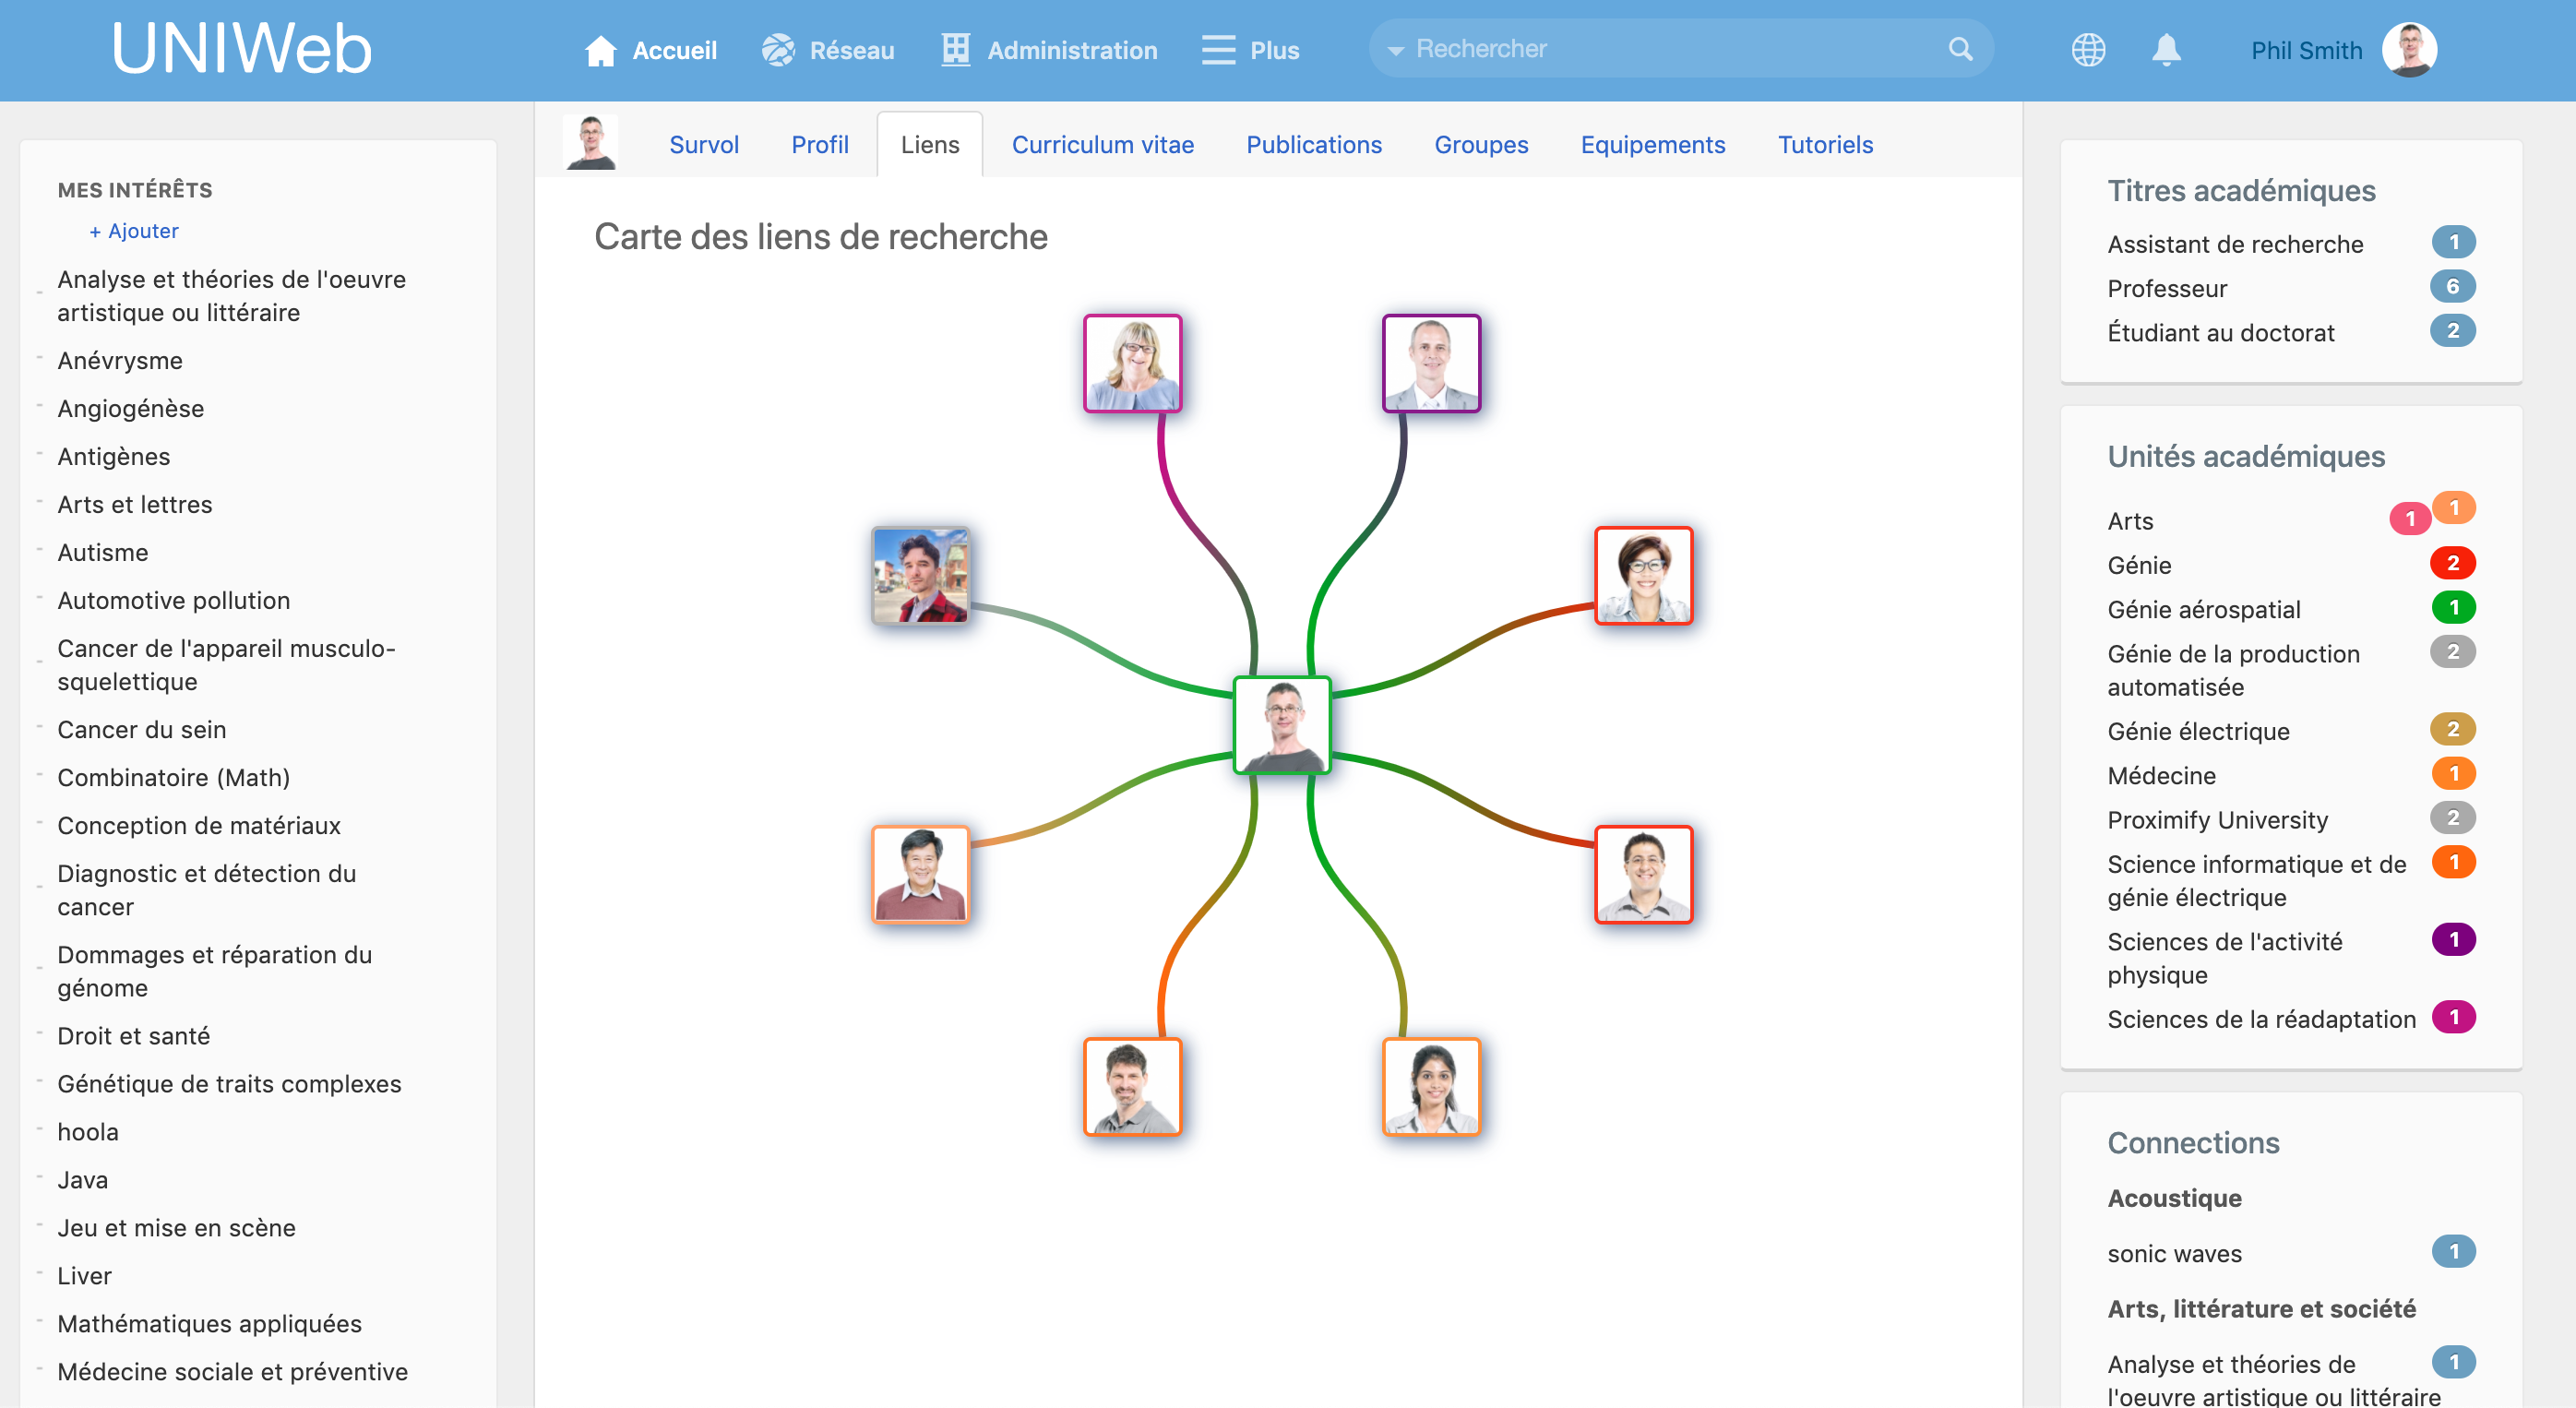 UNIWeb
Accueil
Réseau
Administration
Plus
Rechercher
Phil Smith
MES INTÉRÊTS
+ Ajouter
Analyse et théories de l'oeuvre
artistique ou littéraire
Anévrysme
Angiogénèse
Antigènes
Arts et lettres
Autisme
Automotive pollution
Cancer de l'appareil musculo-
squelettique
Cancer du sein
Combinatoire (Math)
Conception de matériaux
Diagnostic et détection du
cancer
Dommages et réparation du
génome
Droit et santé
Génétique de traits complexes
hoola
Java
Jeu et mise en scène
Liver
Mathématiques appliquées
Médecine sociale et préventive
Survol
Profil
Liens
Curriculum vitae
Publications
Groupes
Equipements
Tutoriels
Carte des liens de recherche
Titres académiques
Assistant de recherche 1
Professeur 6
Étudiant au doctorat 2
Unités académiques
Arts 1 1
Génie 2
Génie aérospatial 1
Génie de la production 2
automatisée
Génie électrique 2
Médecine 1
Proximify University 2
Science informatique et de 1
génie électrique
Sciences de l'activité 1
physique
Sciences de la réadaptation 1
Connections
Acoustique
sonic waves 1
Arts, littérature et société
Analyse et théories de 1
l'oeuvre artistique ou littéraire